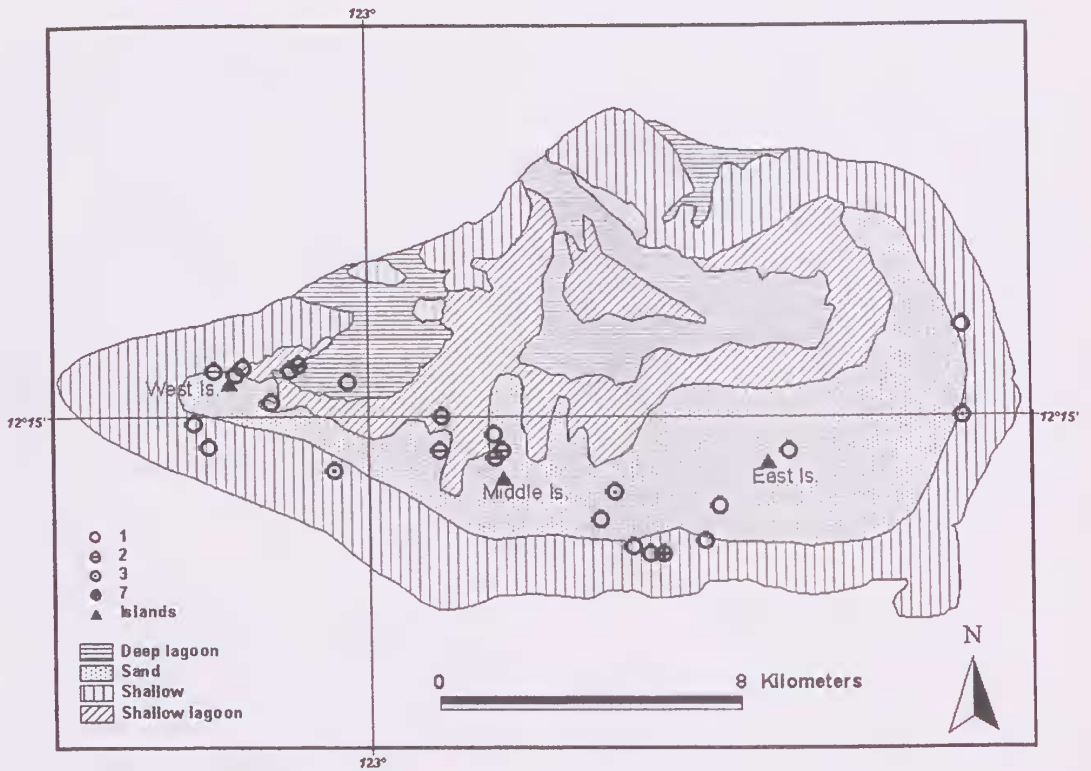 123°
12°15'
12°15'
West Is.
Middle Is.
East Is.
1
2
3
7
Islands
Deep lagoon
Sand
Shallow
Shallow lagoon
0 8 Kilometers
N
123°